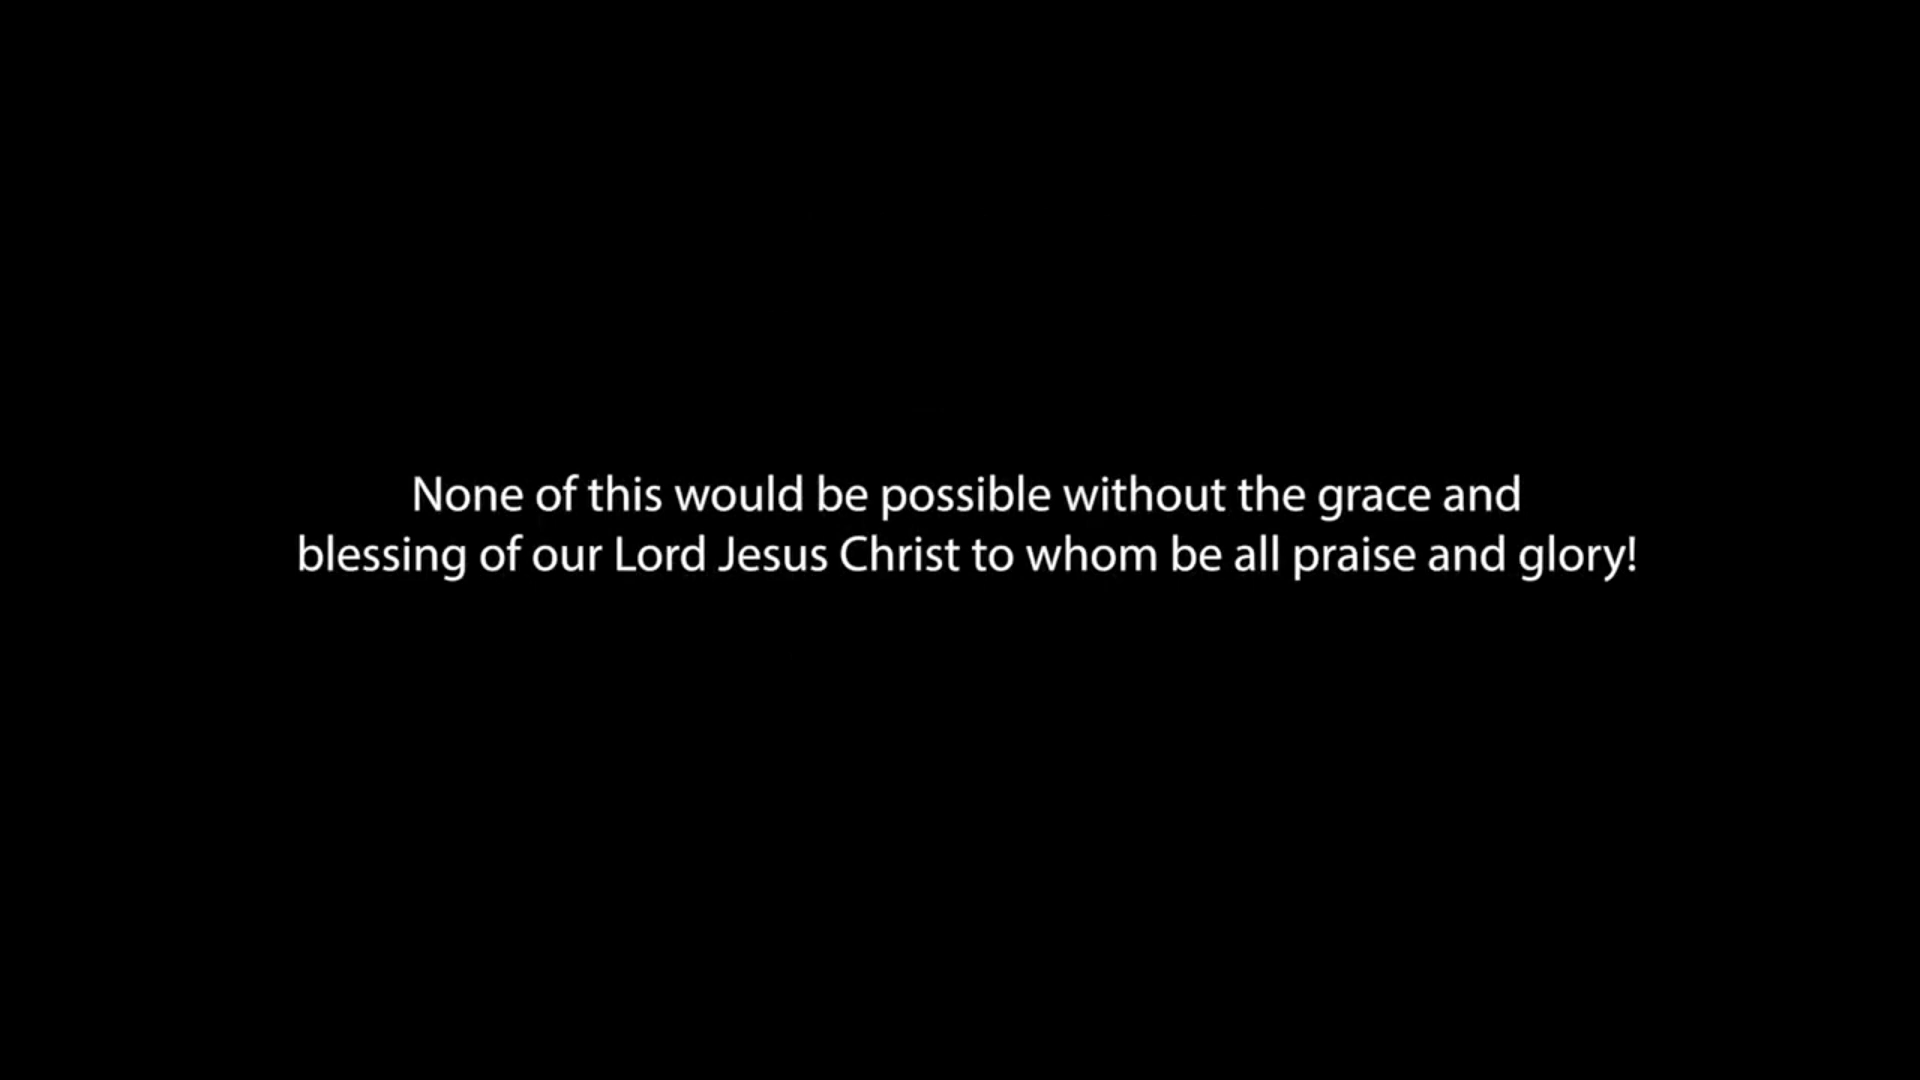 None of this would be possible without the grace and
blessing of our Lord Jesus Christ to whom be all praise and glory!